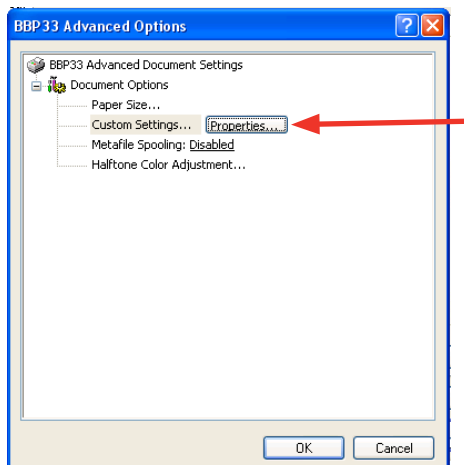 BBP33 Advanced Options
BBP33 Advanced Document Settings
Document Options
Paper Size...
Custom Settings... Properties...
Metafile Spooling: Disabled
Halftone Color Adjustment...
OK Cancel